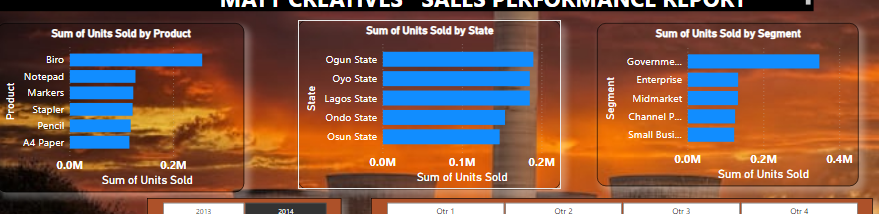 MATT CREATIVES' SALES PERFORMANCE REPORT
Sum of Units Sold by Product
Product
Biro
Notepad
Markers
Stapler
Pencil
A4 Paper
0.0M 0.2M
Sum of Units Sold
Sum of Units Sold by State
State
Ogun State
Oyo State
Lagos State
Ondo State
Osun State
0.0M 0.1M 0.2M
Sum of Units Sold
Sum of Units Sold by Segment
Segment
Governme...
Enterprise
Midmarket
Channel P...
Small Busi...
0.0M 0.2M 0.4M
Sum of Units Sold
2013 2014
Qtr 1 Qtr 2 Qtr 3 Qtr 4